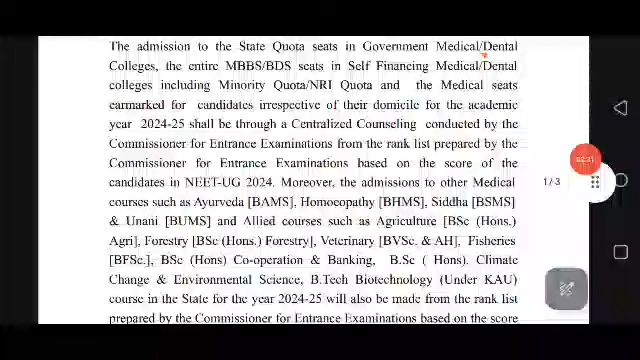 The admission to the State Quota seats in Government Medical/Dental
Colleges, the entire MBBS/BDS seats in Self Financing Medical/Dental
colleges including Minority Quota/NRI Quota and the Medical seats
earmarked for candidates irrespective of their domicile for the academic
year 2024-25 shall be through a Centralized Counseling conducted by the
Commissioner for Entrance Examinations from the rank list prepared by the
Commissioner for Entrance Examinations based on the score of the
candidates in NEET-UG 2024. Moreover, the admissions to other Medical
courses such as Ayurveda [BAMS], Homoeopathy [BHMS], Siddha [BSMS]
& Unani [BUMS] and Allied courses such as Agriculture [BSc (Hons.)
Agri], Forestry [BSc (Hons.) Forestry], Veterinary [BVSc. & AH], Fisheries
[BFSc.], BSc (Hons) Co-operation & Banking, B.Sc ( Hons). Climate
Change & Environmental Science, B.Tech Biotechnology (Under KAU)
course in the State for the year 2024-25 will also be made from the rank list
prepared by the Commissioner for Entrance Examinations based on the score
1/3
02:31